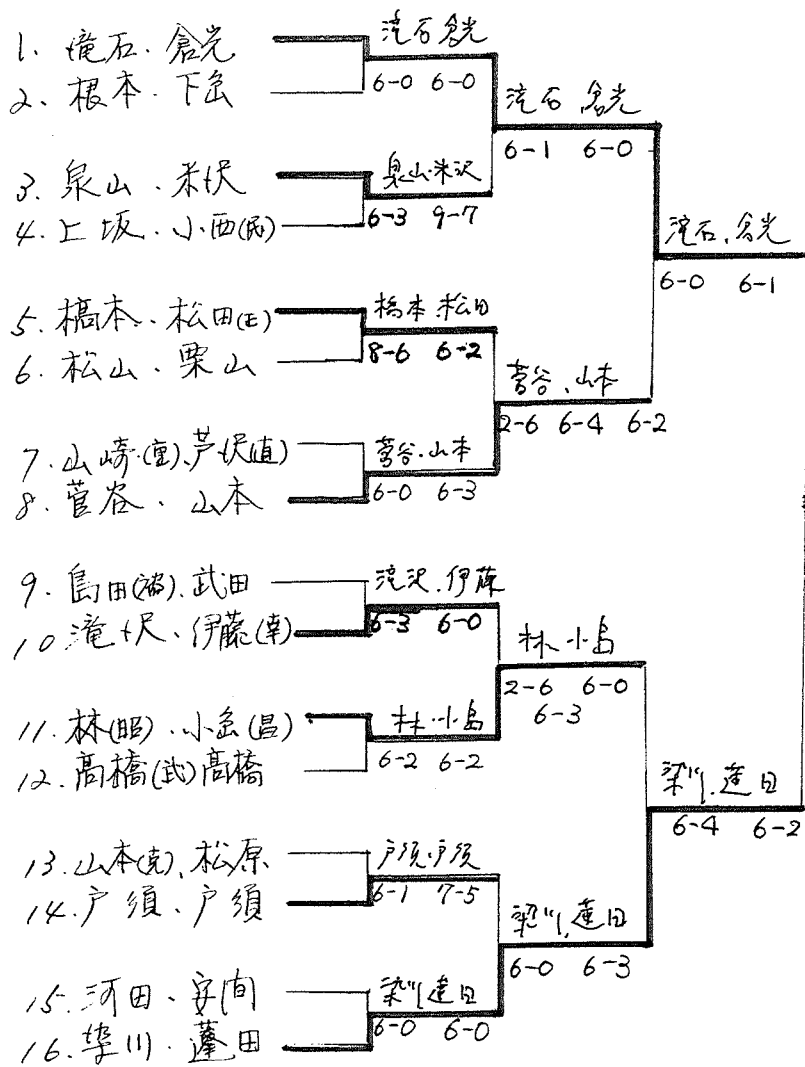 1. 滝石・倉光
2. 根本・下島
3. 泉山・米沢
4. 上坂・小西(民)
5. 橋本・松田(正)
6. 松山・栗山
7. 山崎(重)、芦沢(直)
8. 菅谷・山本
9. 島田、武田
10 滝沢、伊藤(幸)
11. 林(昭)・小島(昌)
12. 高橋(武)高橋
13. 山本(克)、松原
14. 戸須、戸須
15. 河田・安間
16. 梁川・蓮田
滝石 倉光
6-0 6-0
泉山・米沢
6-3 9-7
橋本 松田
8-6 6-2
菅谷・山本
6-0 6-3
滝沢、伊藤
6-3 6-0
林・小島
6-2 6-2
戸須・戸須
6-1 7-5
梁川 蓮田
6-0 6-0
滝石、倉光
6-1 6-0
菅谷、山本
2-6 6-4 6-2
林 小島
2-6 6-0
6-3
梁川、蓮田
6-0 6-3
滝石、倉光
6-0 6-1
梁川、蓮田
6-4 6-2